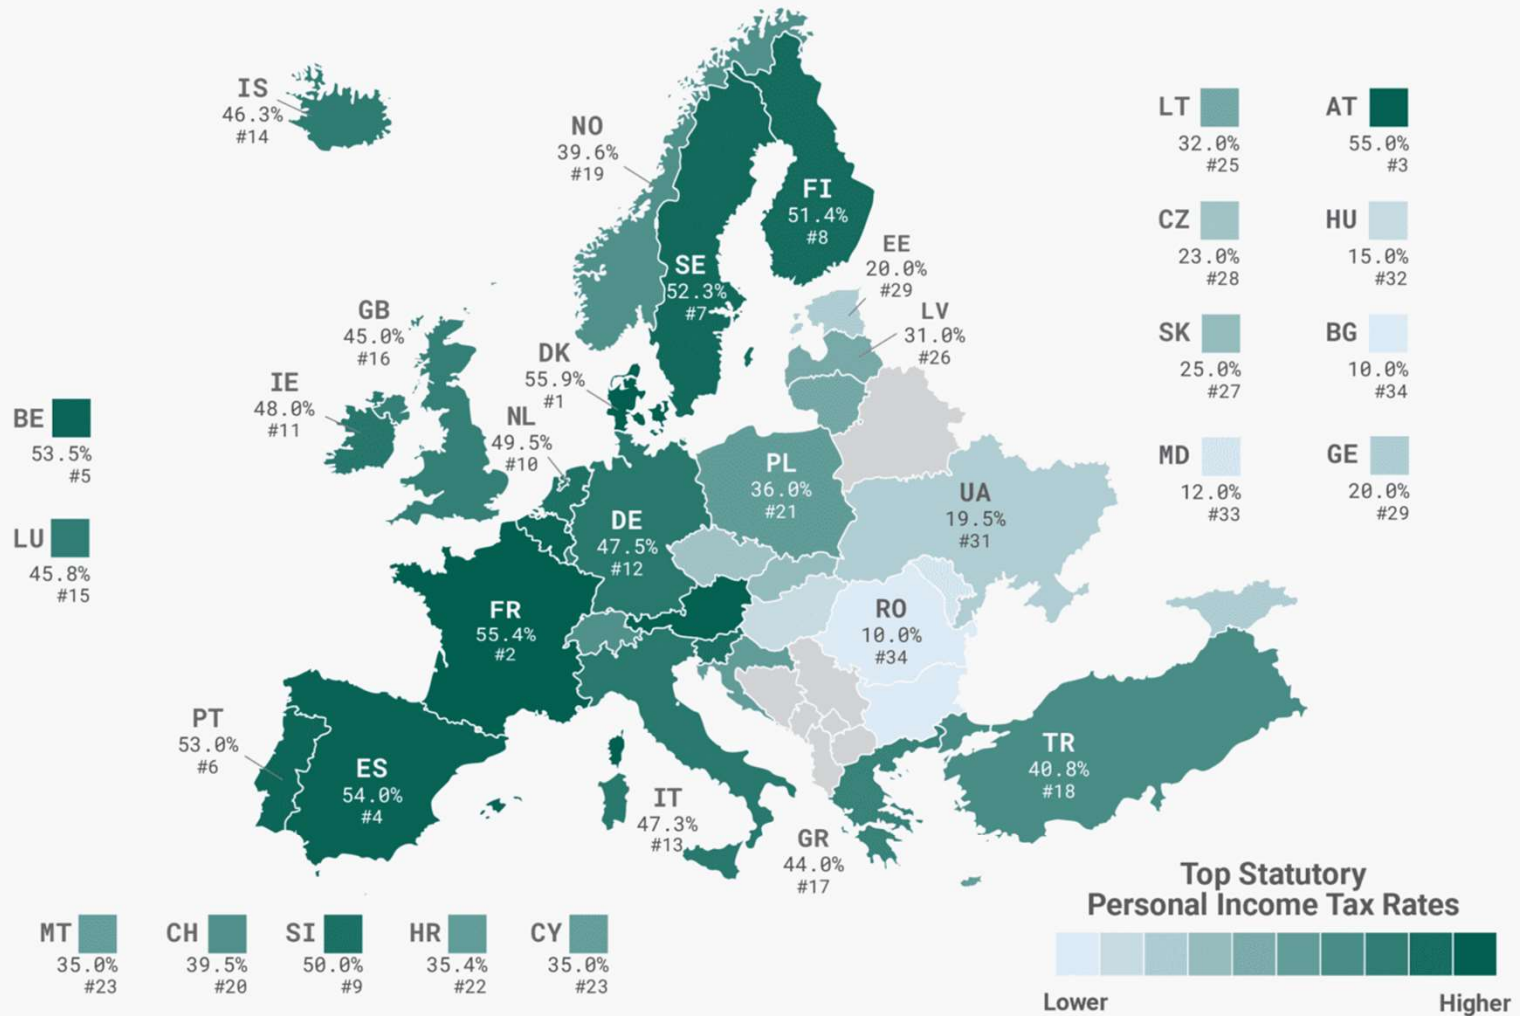 IS
46.3%
#14
NO
39.6%
#19
FI
51.4%
#8
SE
52.3%
#7
EE
20.0%
#29
LV
31.0%
#26
GB
45.0%
#16
DK
55.9%
#1
IE
48.0%
#11
NL
49.5%
#10
BE
53.5%
#5
LU
45.8%
#15
PL
36.0%
#21
DE
47.5%
#12
UA
19.5%
#31
FR
55.4%
#2
RO
10.0%
#34
PT
53.0%
#6
ES
54.0%
#4
IT
47.3%
#13
GR
44.0%
#17
TR
40.8%
#18
LT
32.0%
#25
AT
55.0%
#3
CZ
23.0%
#28
HU
15.0%
#32
SK
25.0%
#27
BG
10.0%
#34
MD
12.0%
#33
GE
20.0%
#29
MT
35.0%
#23
CH
39.5%
#20
SI
50.0%
#9
HR
35.4%
#22
CY
35.0%
#23
Top Statutory
Personal Income Tax Rates
Lower
Higher